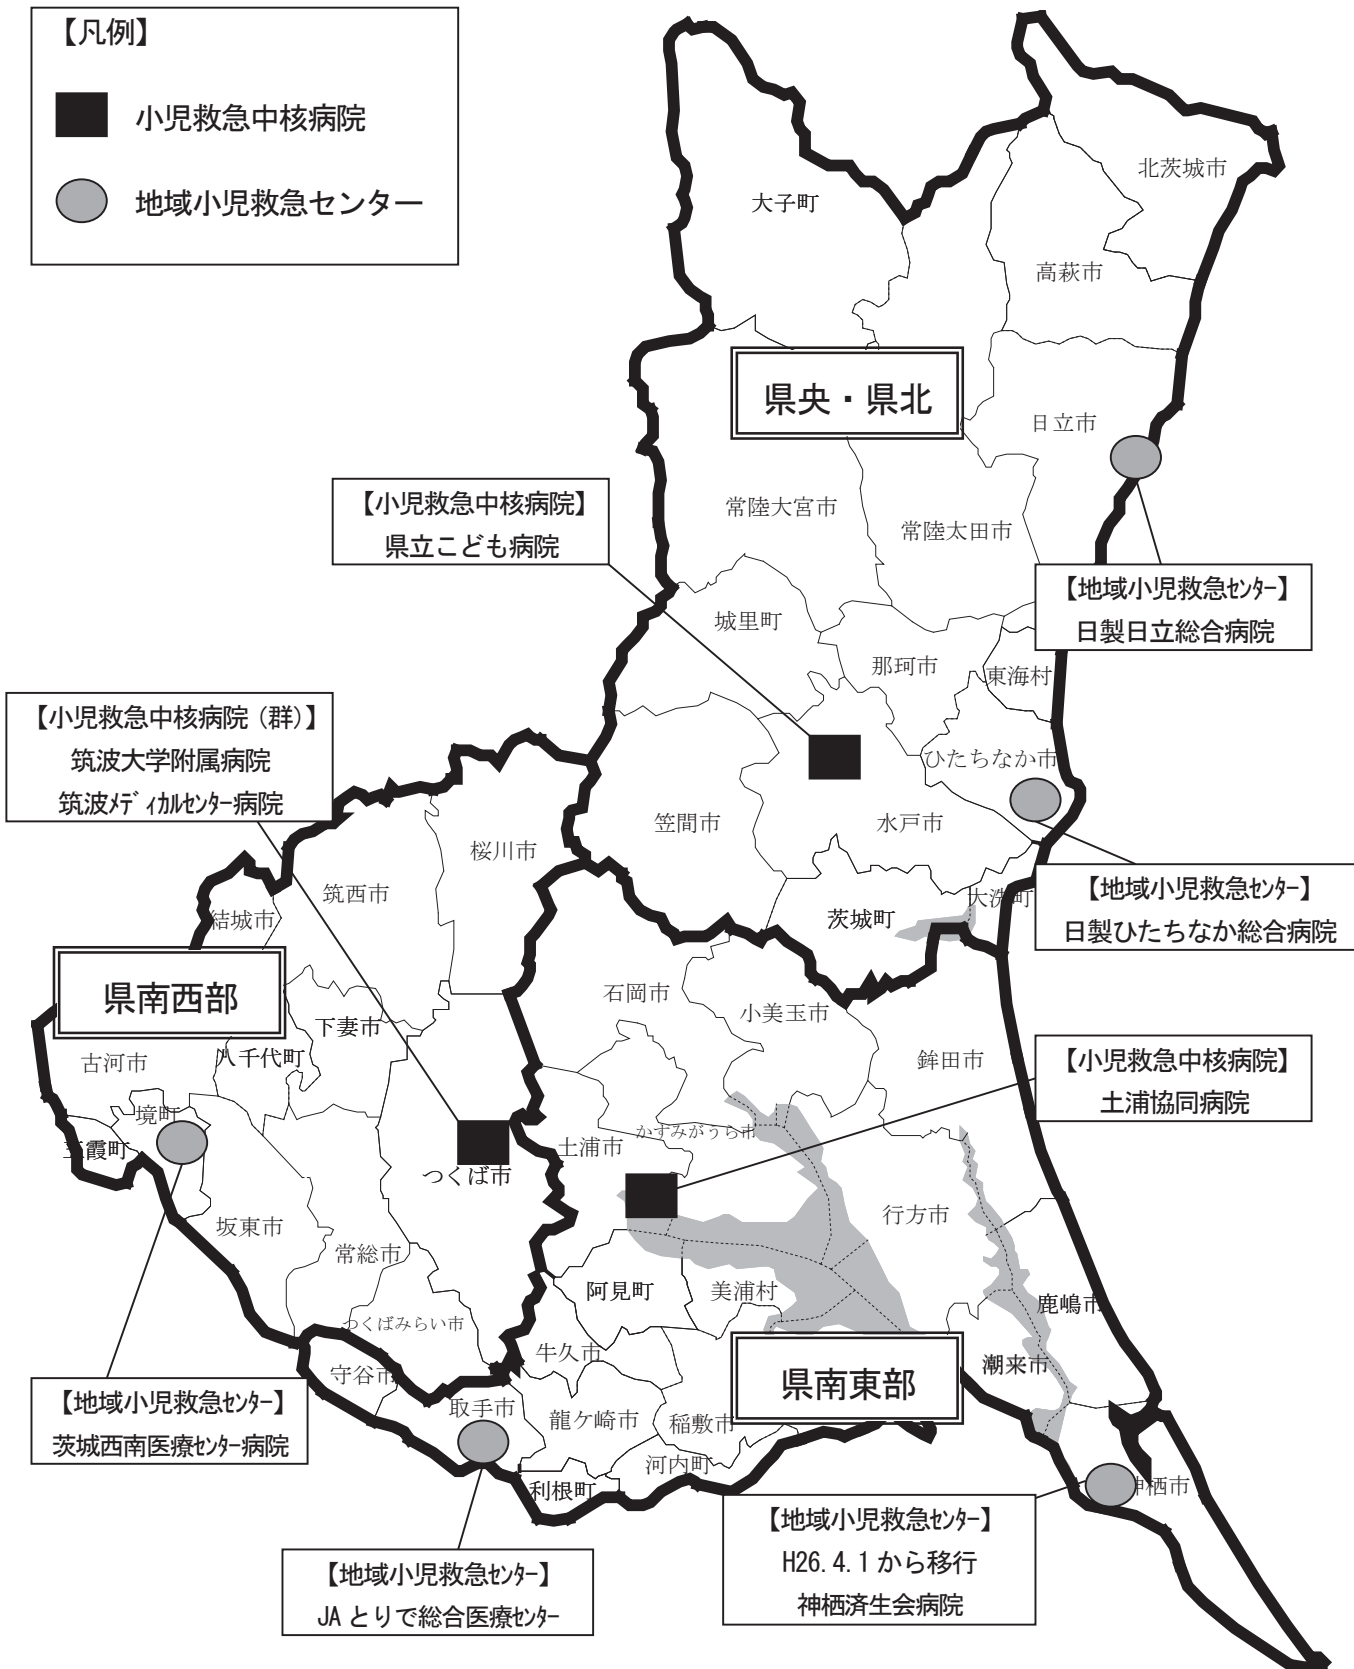 【凡例】
小児救急中核病院
地域小児救急センター
北茨城市
大子町
高萩市
県央・県北
日立市
【小児救急中核病院】
県立こども病院
常陸大宮市
常陸太田市
【地域小児救急ｾﾝﾀｰ】
日製日立総合病院
城里町
那珂市
東海村
【小児救急中核病院（群）】
筑波大学附属病院
筑波ﾒﾃﾞｨｶﾙｾﾝﾀｰ病院
ひたちなか市
笠間市
水戸市
桜川市
筑西市
結城市
【地域小児救急ｾﾝﾀｰ】
日製ひたちなか総合病院
大洗町
茨城町
県南西部
石岡市
小美玉市
下妻市
八千代町
古河市
鉾田市
【小児救急中核病院】
土浦協同病院
境町
五霞町
かすみがうら市
土浦市
つくば市
坂東市
行方市
常総市
阿見町
美浦村
鹿嶋市
つくばみらい市
牛久市
県南東部
潮来市
守谷市
取手市
龍ケ崎市
稲敷市
【地域小児救急ｾﾝﾀｰ】
茨城西南医療ｾﾝﾀｰ病院
河内町
利根町
神栖市
【地域小児救急ｾﾝﾀｰ】
H26.4.1から移行
神栖済生会病院
【地域小児救急ｾﾝﾀｰ】
JAとりで総合医療ｾﾝﾀｰ